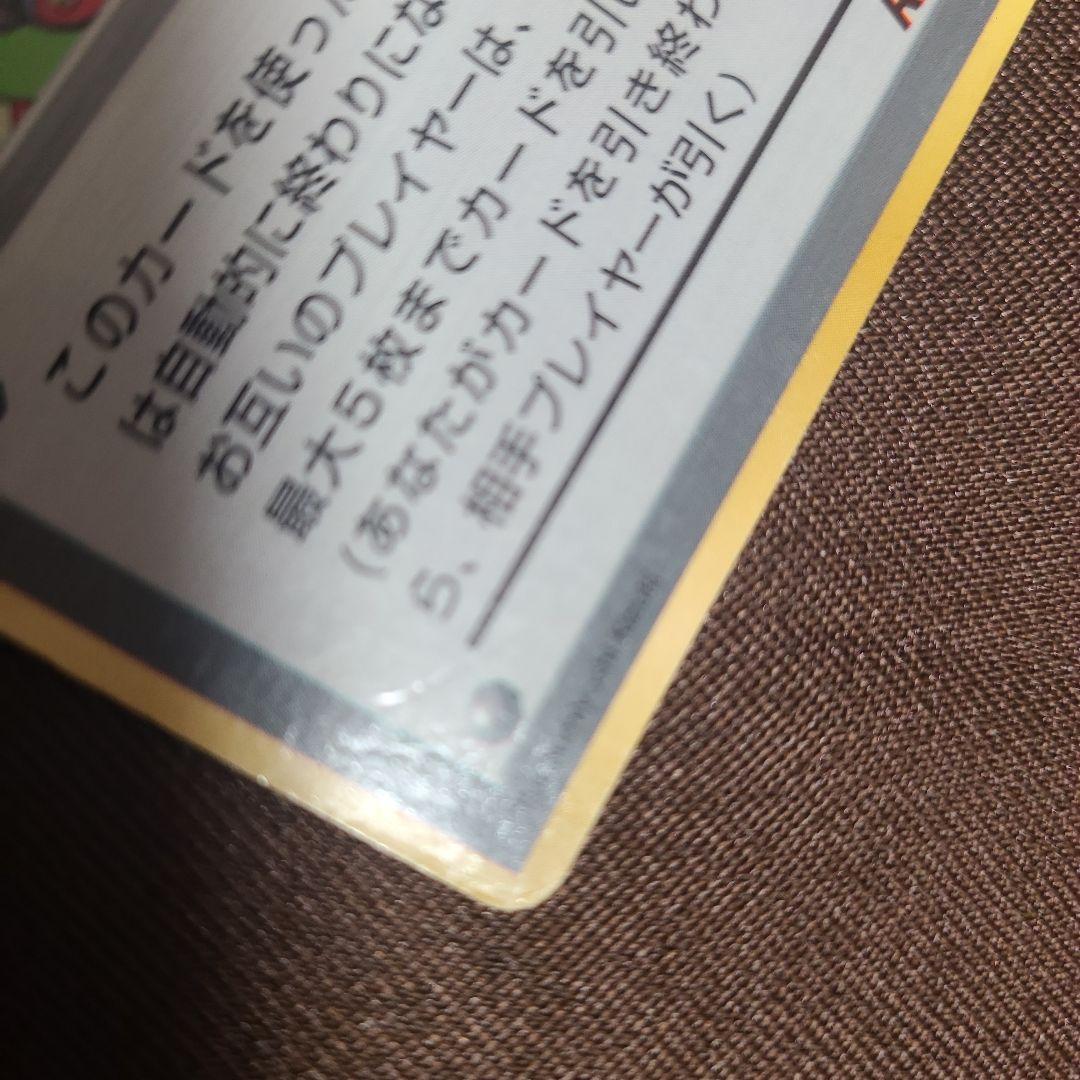 このカードを使った
は自動的に終わりにな
お互いのプレイヤーは、
最大5枚までカードを引い
(あなたがカードを引き終わ
ら、相手プレイヤーが引く)